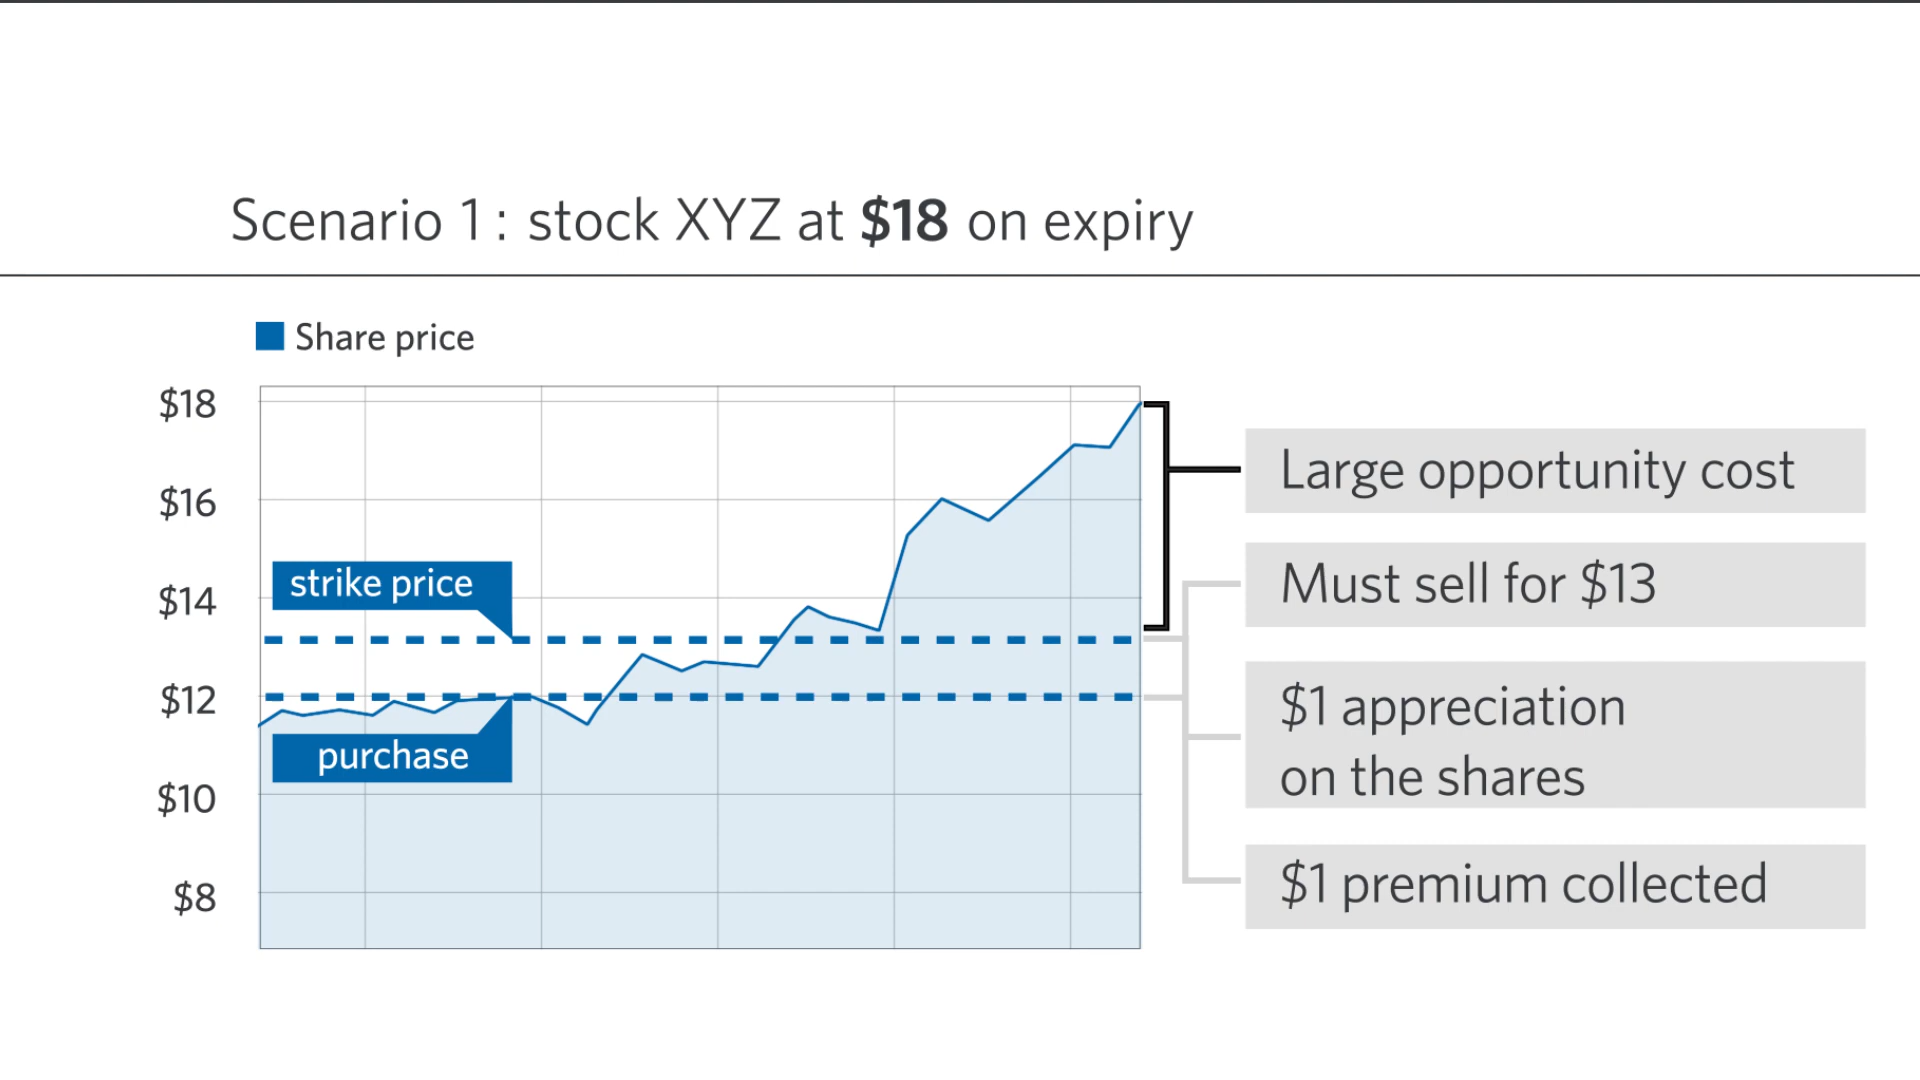 Scenario 1: stock XYZ at $18 on expiry
Share price
$18
$16
$14
$12
$10
$8
strike price
purchase
Large opportunity cost
Must sell for $13
$1 appreciation
on the shares
$1 premium collected